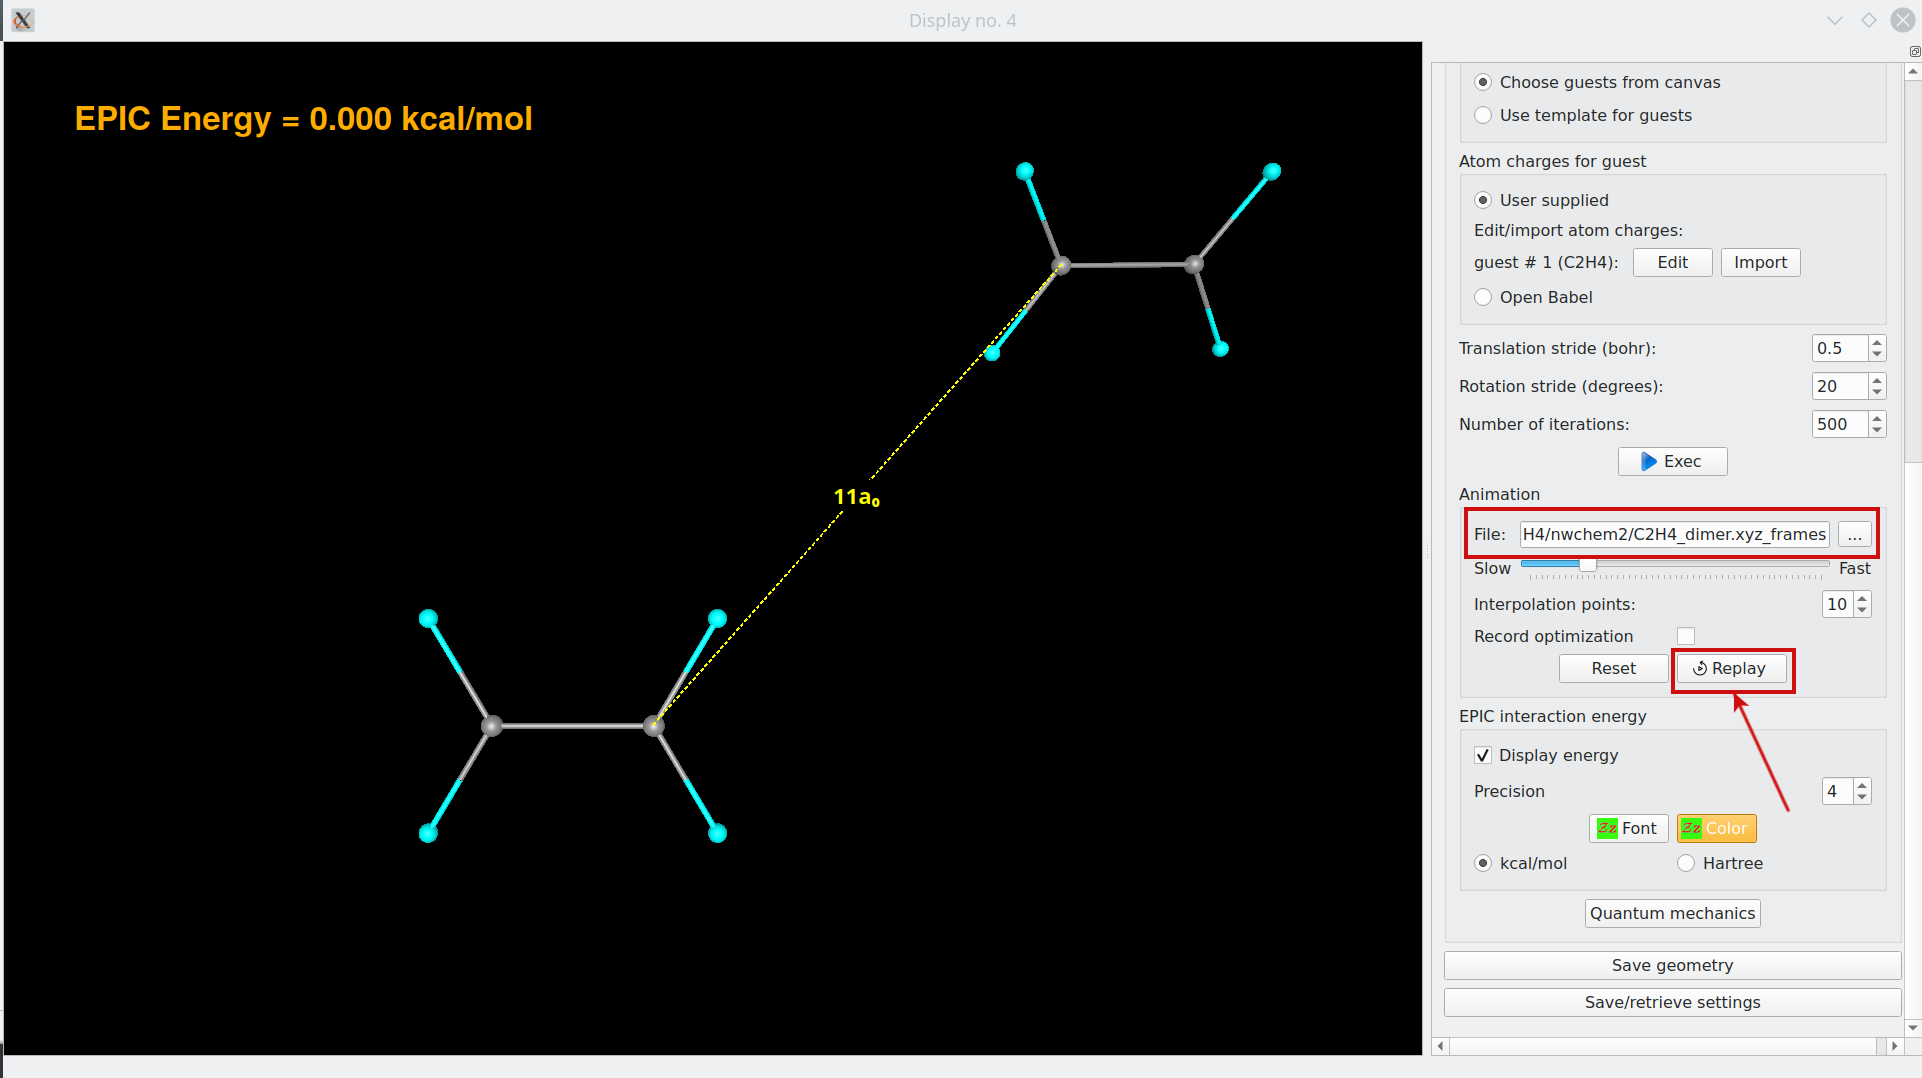 Display no. 4
EPIC Energy = 0.000 kcal/mol
11a₀
Choose guests from canvas
Use template for guests
Atom charges for guest
User supplied
Edit/import atom charges:
guest # 1 (C2H4): Edit Import
Open Babel
Translation stride (bohr): 0.5
Rotation stride (degrees): 20
Number of iterations: 500
Exec
Animation
File: H4/nwchem2/C2H4_dimer.xyz_frames ...
Slow Fast
Interpolation points: 10
Record optimization
Reset Replay
EPIC interaction energy
Display energy
Precision 4
Zz Font Zz Color
kcal/mol Hartree
Quantum mechanics
Save geometry
Save/retrieve settings